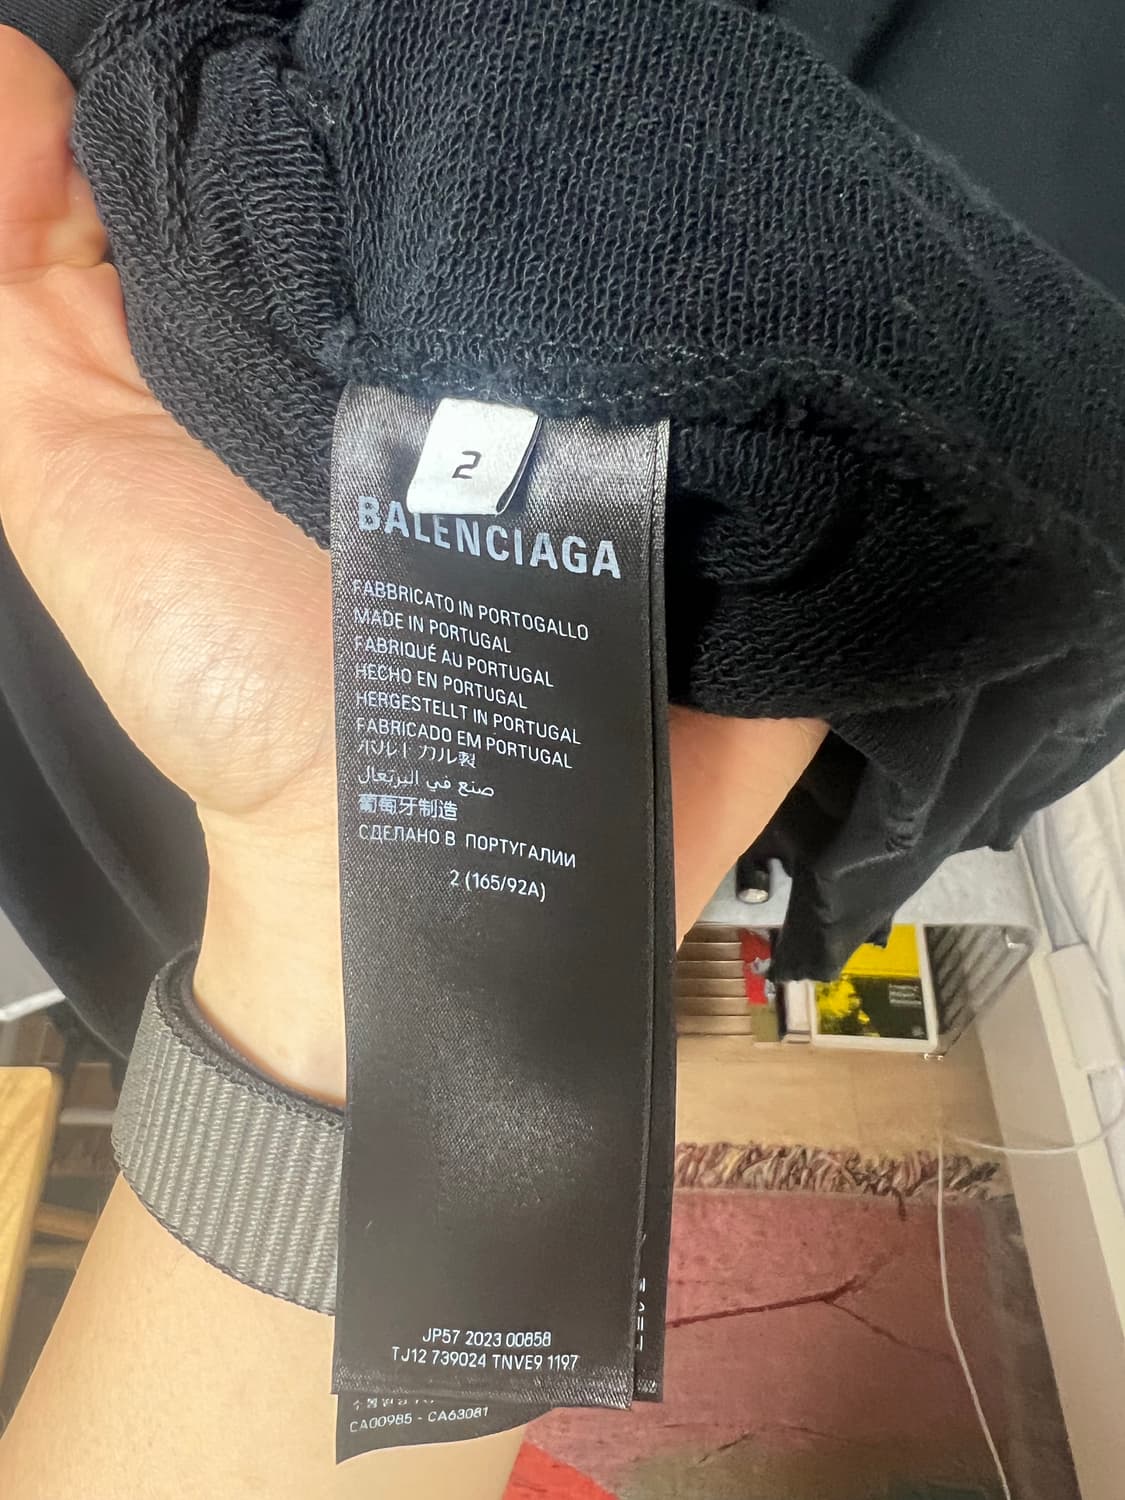 2
BALENCIAGA
FABBRICATO IN PORTOGALLO
MADE IN PORTUGAL
FABRIQUÉ AU PORTUGAL
HECHO EN PORTUGAL
HERGESTELLT IN PORTUGAL
FABRICADO EM PORTUGAL
ポルトガル製
صنع في البرتغال
葡萄牙制造
СДЕЛАНО В ПОРТУГАЛИИ
2 (165/92A)
JP57 2023 00858
TJ12 739024 TNVE9 1197
CA00985 - CA63081